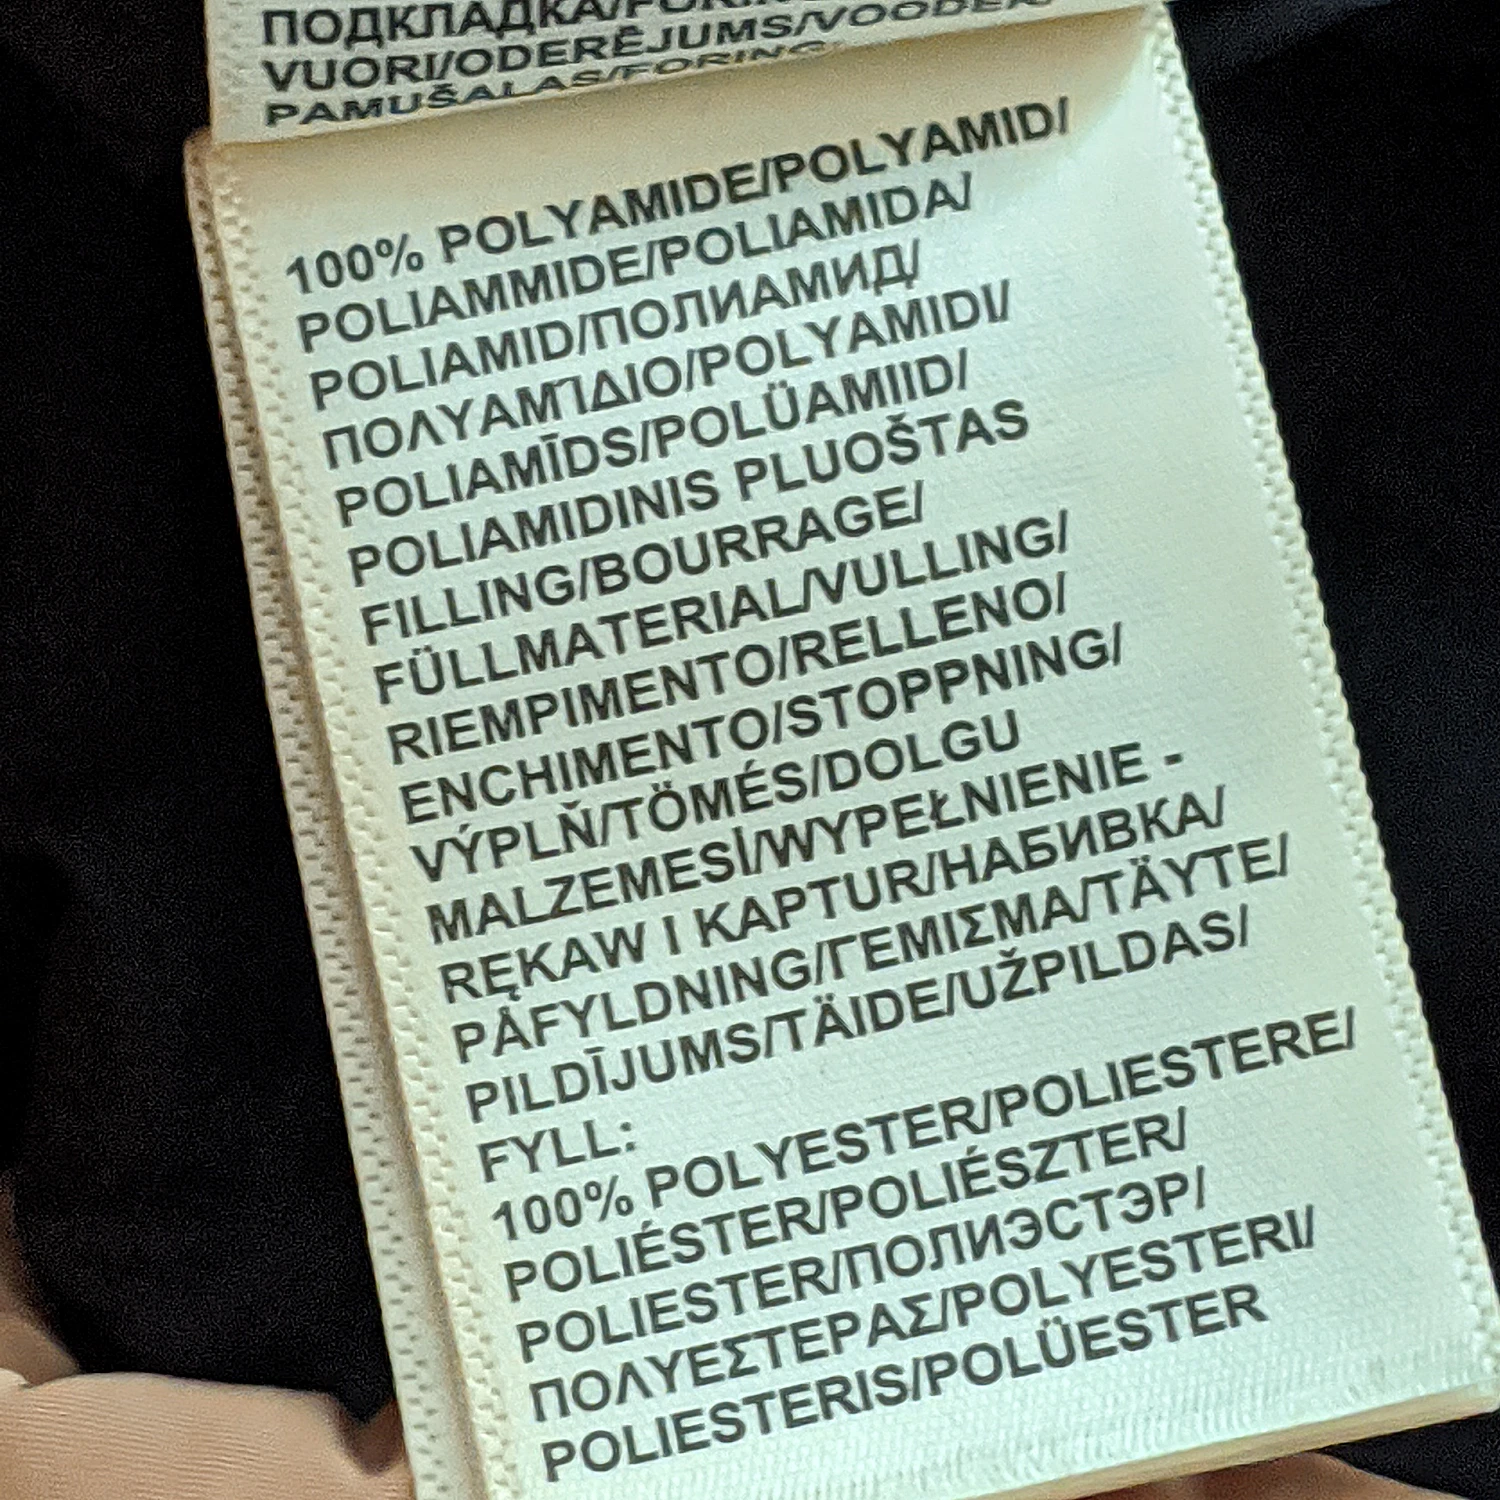 ПОДКЛАДКА/
VUORI/ODERĒJUMS/VOODER/
PAMUŠALAS/FORING
100% POLYAMIDE/POLYAMID/
POLIAMMIDE/POLIAMIDA/
POLIAMID/ПОЛИАМИД/
ΠΟΛΥΑΜΊΔΙΟ/POLYAMIDI/
POLIAMĪDS/POLÜAMIID/
POLIAMIDINIS PLUOŠTAS
FILLING/BOURRAGE/
FÜLLMATERIAL/VULLING/
RIEMPIMENTO/RELLENO/
ENCHIMENTO/STOPPNING/
VÝPLŇ/TÖMÉS/DOLGU
MALZEMESİ/WYPEŁNIENIE -
RĘKAW I KAPTUR/НАБИВКА/
PÅFYLDNING/ΓΕΜΙΣΜΑ/TÄYTE/
PILDĪJUMS/TÄIDE/UŽPILDAS/
FYLL:
100% POLYESTER/POLIESTERE/
POLIÉSTER/POLIÉSZTER/
POLIESTER/ПОЛИЭСТЭР/
ΠΟΛΥΕΣΤΕΡΑΣ/POLYESTERI/
POLIESTERIS/POLÜESTER